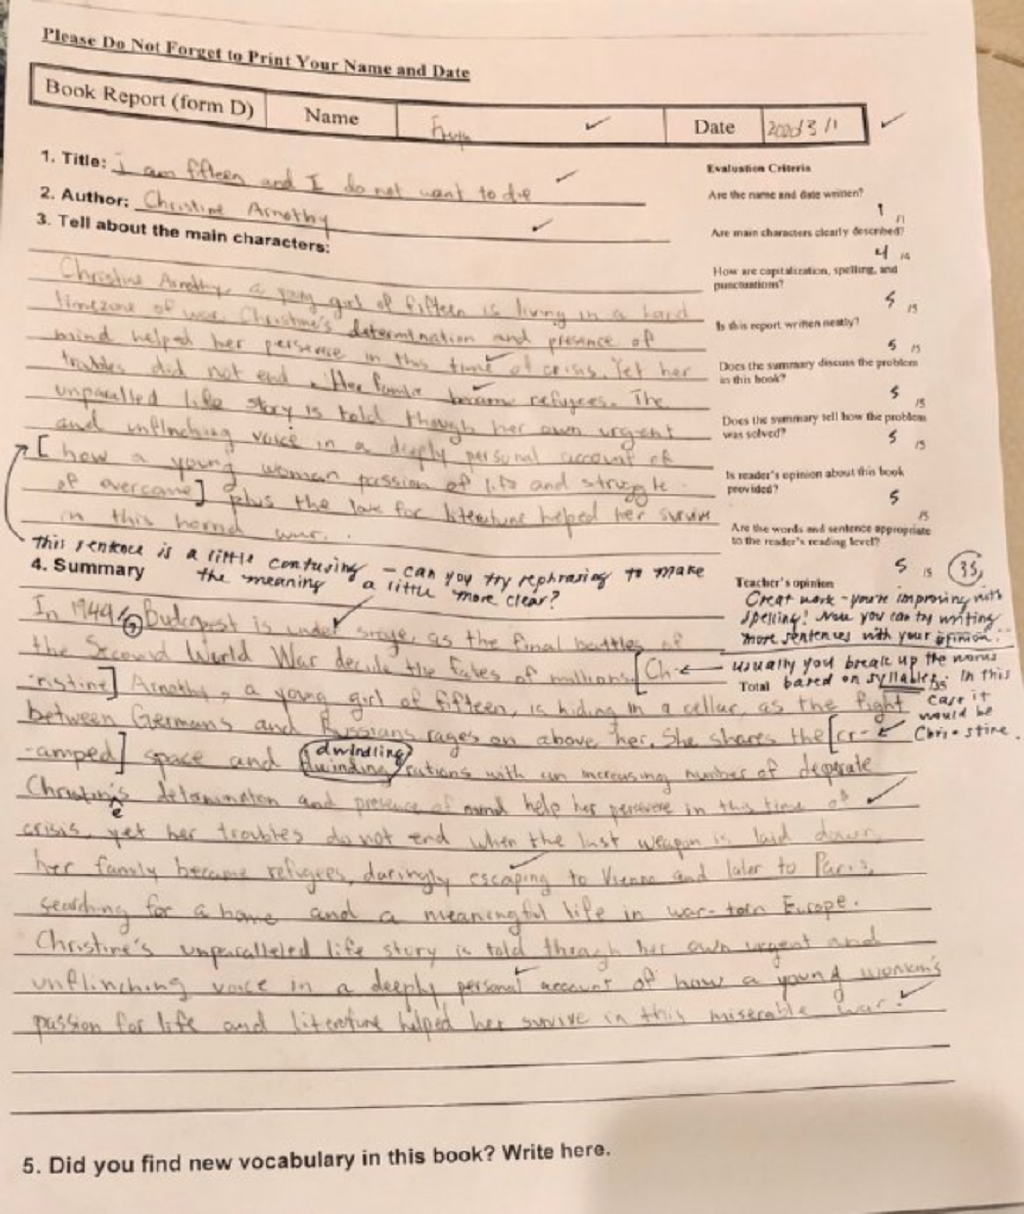 Please Do Not Forget to Print Your Name and Date
Book Report (form D) Name Date 2020/3/1
1. Title: I am fifteen and I do not want to die
2. Author: Christine Arnothy
3. Tell about the main characters:
Christine Arnothy, a young girl of fifteen is living in a hard
timezone of war. Christine's determination and presence of
mind helped her perservce in this time of crisis. Yet her
troubles did not end. Her family became refugees. The
unparalled life story is told though her own urgent
and unflinching voice in a deeply personal account of
[how a young woman passion of life and struggle
of overcame] plus the love for literature helped her survive
in this war.
this sentence is a little confusing - can you try rephrasing to make
the meaning a little more clear?
4. Summary
In Budapest is under siege, as the final battles of
the Second World War decide the fates of millions. [Ch-
-ristine] Arnothy, a young girl of fifteen, is hiding in a cellar, as the fight
between Germans and Russians rages on above her. She shares the [cr-
-amped] space and dwindling rations with an increasing number of
Christine's and presence of mind help her persevere in this time of
crisis, yet her troubles do not end when the last weapon is laid down,
her family became refugees, daringly escaping to Vienna and later to Paris,
searching for a home and a meaningful life in war-torn Europe.
Christine's unparalleled life story is told though her own urgent and
unflinching voice in a deeply personal account of how a young woman's
passion for life and literature helped her survive in this miserable war.
5. Did you find new vocabulary in this book? Write here.
Evaluation Criteria
Are the name and date written?
1 /1
Are main characters clearly described?
4 /4
How are capitalization, spelling, and
punctuations?
5 /5
Is this report written neatly?
5 /5
Does the summary discuss the problem
in this book?
5 /5
Does the summary tell how the problem
was solved?
5 /5
Is reader's opinion about this book
provided?
5 /5
Are the words and sentence appropriate
to the reader's reading level?
5 /5 35
Teacher's opinion
Great work - you're improving with
spelling! Now you can try writing
more sentences with your opinion.
usually you break up the words
Total based on syllables. In this
case it
would be
Chris • stine.